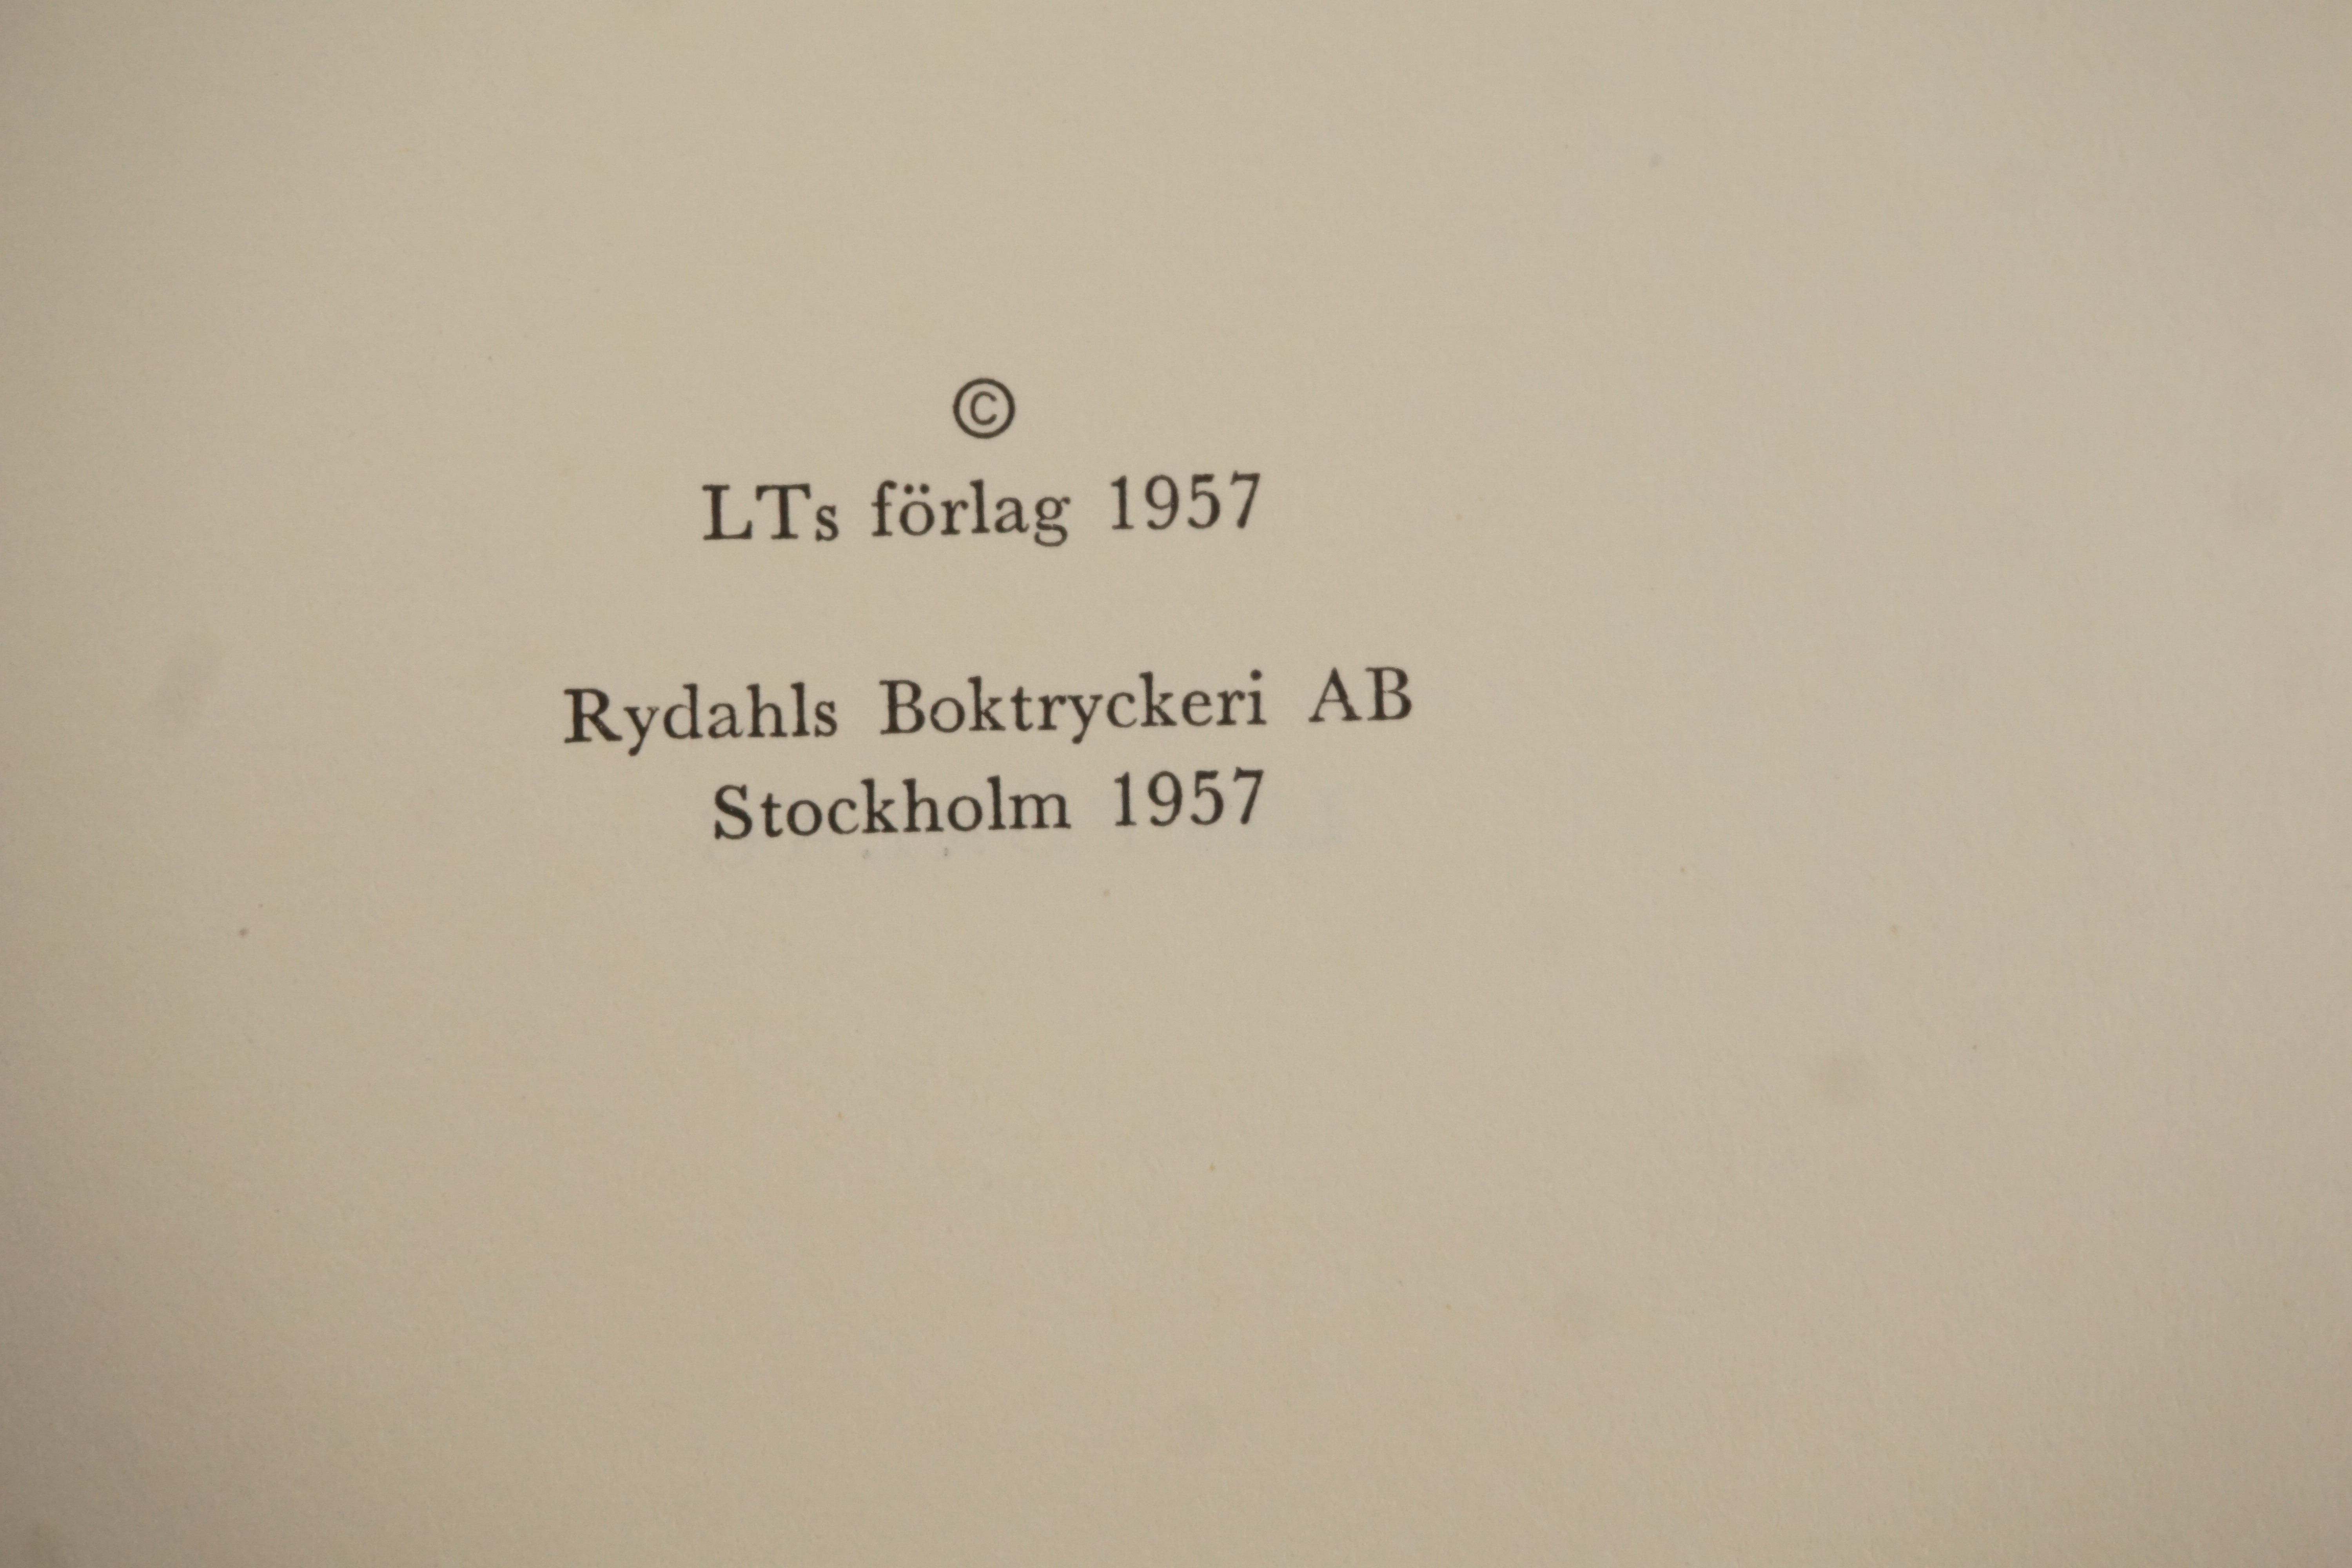 ©
LTs förlag 1957
Rydahls Boktryckeri AB
Stockholm 1957